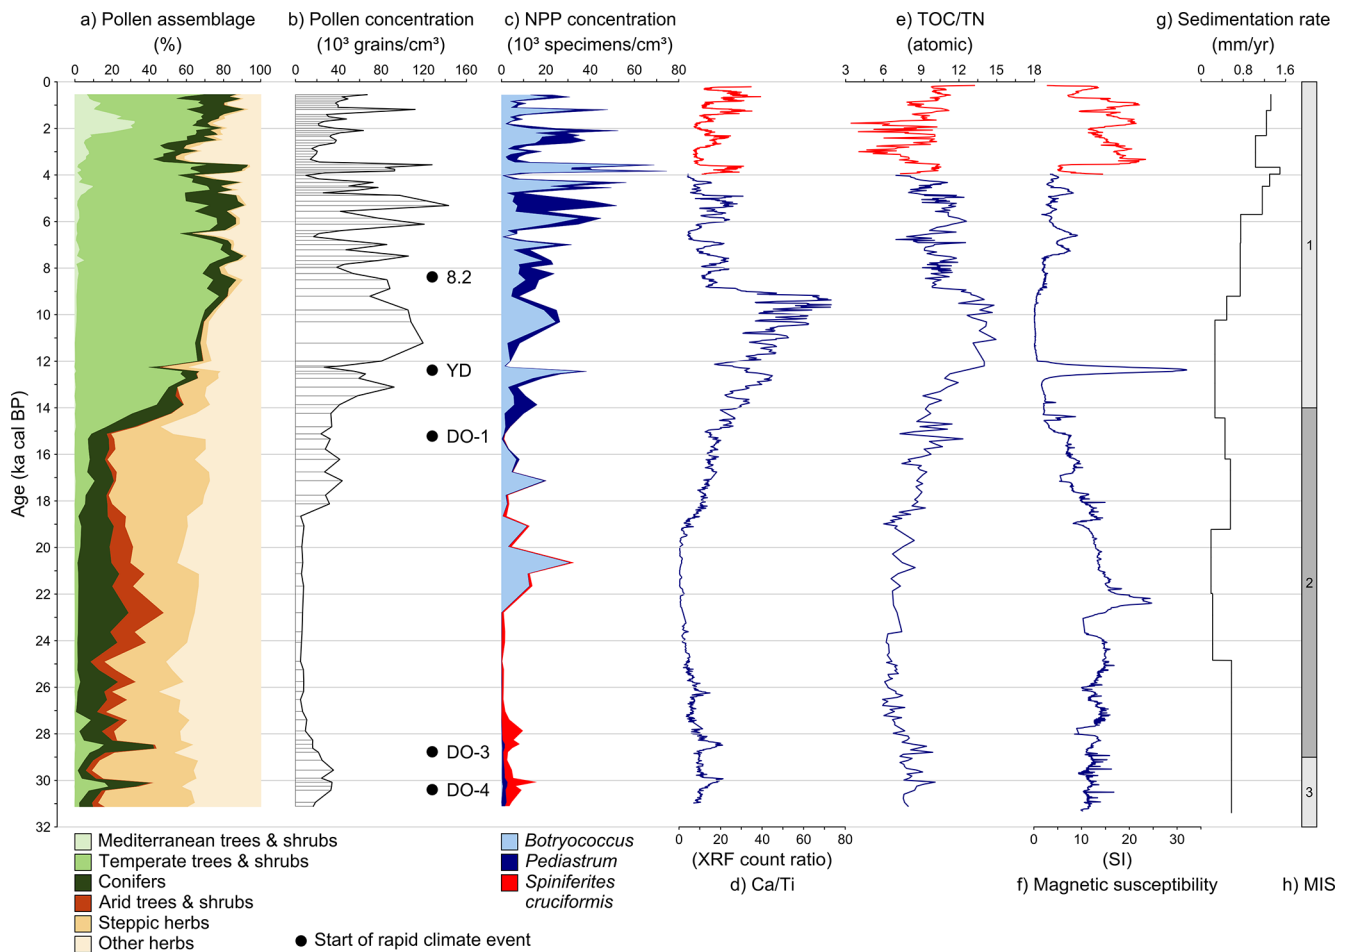 a) Pollen assemblage
(%)
b) Pollen concentration
(10³ grains/cm³)
c) NPP concentration
(10³ specimens/cm³)
e) TOC/TN
(atomic)
g) Sedimentation rate
(mm/yr)
0 20 40 60 80 100
0 40 80 120 160
0 20 40 60 80
3 6 9 12 15 18
0 0.8 1.6
Age (ka cal BP)
0
2
4
6
8
10
12
14
16
18
20
22
24
26
28
30
32
8.2
YD
DO-1
DO-3
DO-4
1
2
3
0 20 40 60 80
(XRF count ratio)
d) Ca/Ti
0 10 20 30
(SI)
f) Magnetic susceptibility
h) MIS
Mediterranean trees & shrubs
Temperate trees & shrubs
Conifers
Arid trees & shrubs
Steppic herbs
Other herbs
Botryococcus
Pediastrum
Spiniferites
cruciformis
Start of rapid climate event